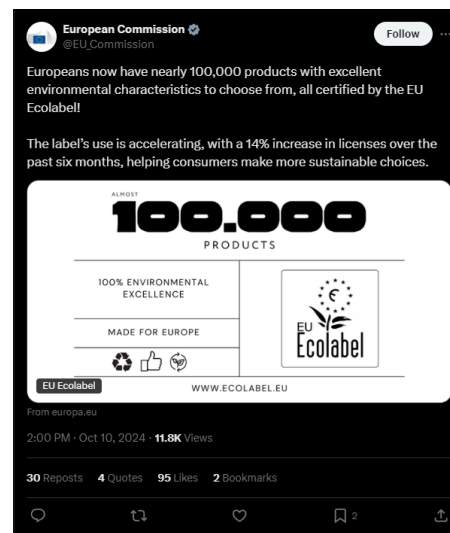 European Commission
@EU_Commission
Follow
Europeans now have nearly 100,000 products with excellent
environmental characteristics to choose from, all certified by the EU
Ecolabel!
The label’s use is accelerating, with a 14% increase in licenses over the
past six months, helping consumers make more sustainable choices.
ALMOST
100.000
PRODUCTS
100% ENVIRONMENTAL
EXCELLENCE
MADE FOR EUROPE
EU
Ecolabel
WWW.ECOLABEL.EU
EU Ecolabel
From europa.eu
2:00 PM · Oct 10, 2024 · 11.8K Views
30 Reposts 4 Quotes 95 Likes 2 Bookmarks
2